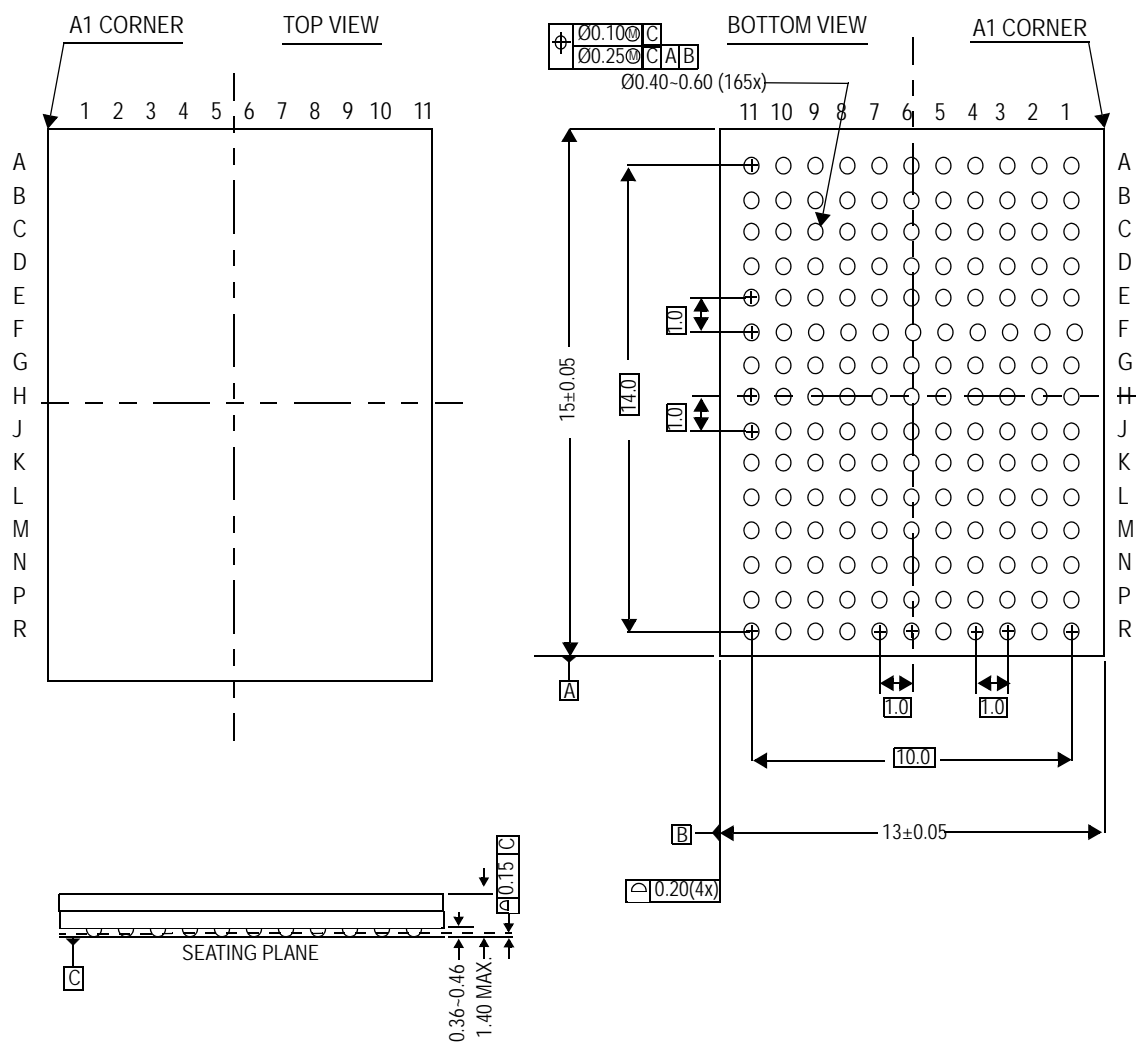 A1 CORNER
TOP VIEW
1 2 3 4 5 6 7 8 9 10 11
A
B
C
D
E
F
G
H
J
K
L
M
N
P
R
Ø0.10Ⓜ C
Ø0.25Ⓜ C A B
BOTTOM VIEW
A1 CORNER
Ø0.40~0.60 (165x)
11 10 9 8 7 6 5 4 3 2 1
A
B
C
D
E
F
G
H
J
K
L
M
N
P
R
15±0.05
14.0
1.0
1.0
A
1.0
1.0
10.0
B
13±0.05
0.20(4x)
0.15 C
SEATING PLANE
C
0.36~0.46
1.40 MAX.